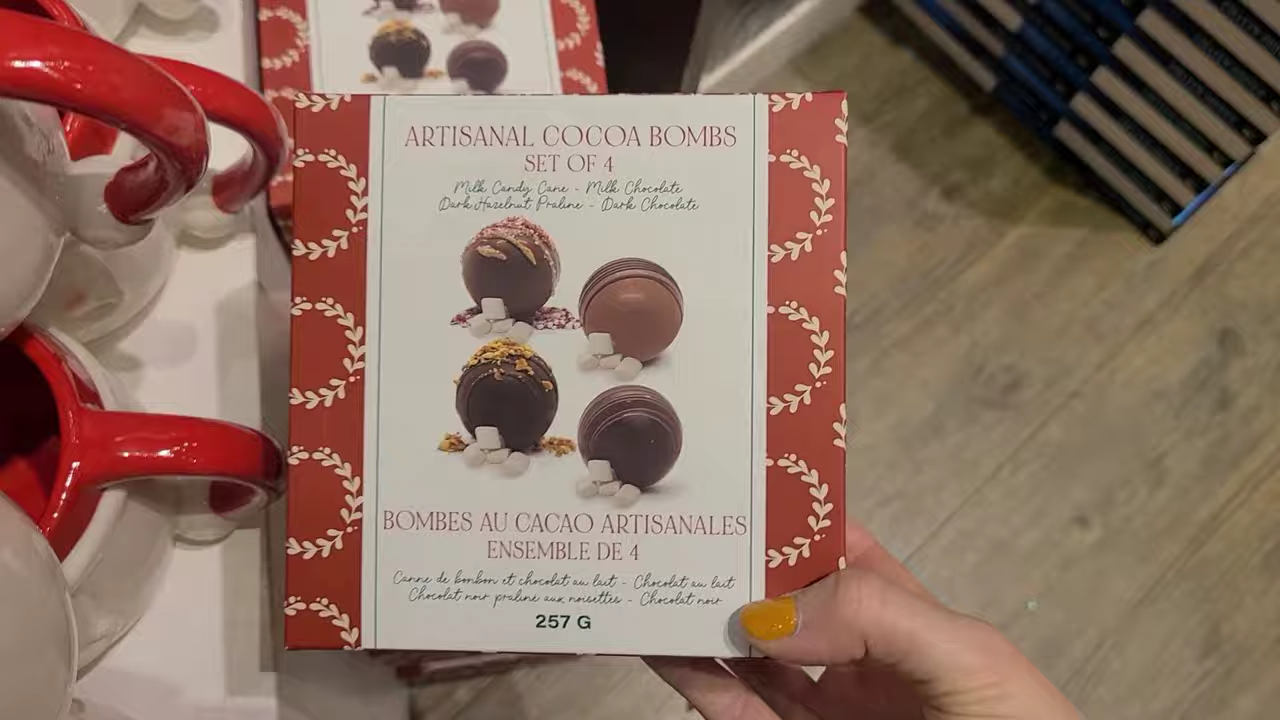 ARTISANAL COCOA BOMBS
SET OF 4
Milk Candy Cane - Milk Chocolate
Dark Hazelnut Praline - Dark Chocolate
BOMBES AU CACAO ARTISANALES
ENSEMBLE DE 4
Canne de bonbon et chocolat au lait - Chocolat au lait
Chocolat noir praline aux noisettes - Chocolat noir
257 G